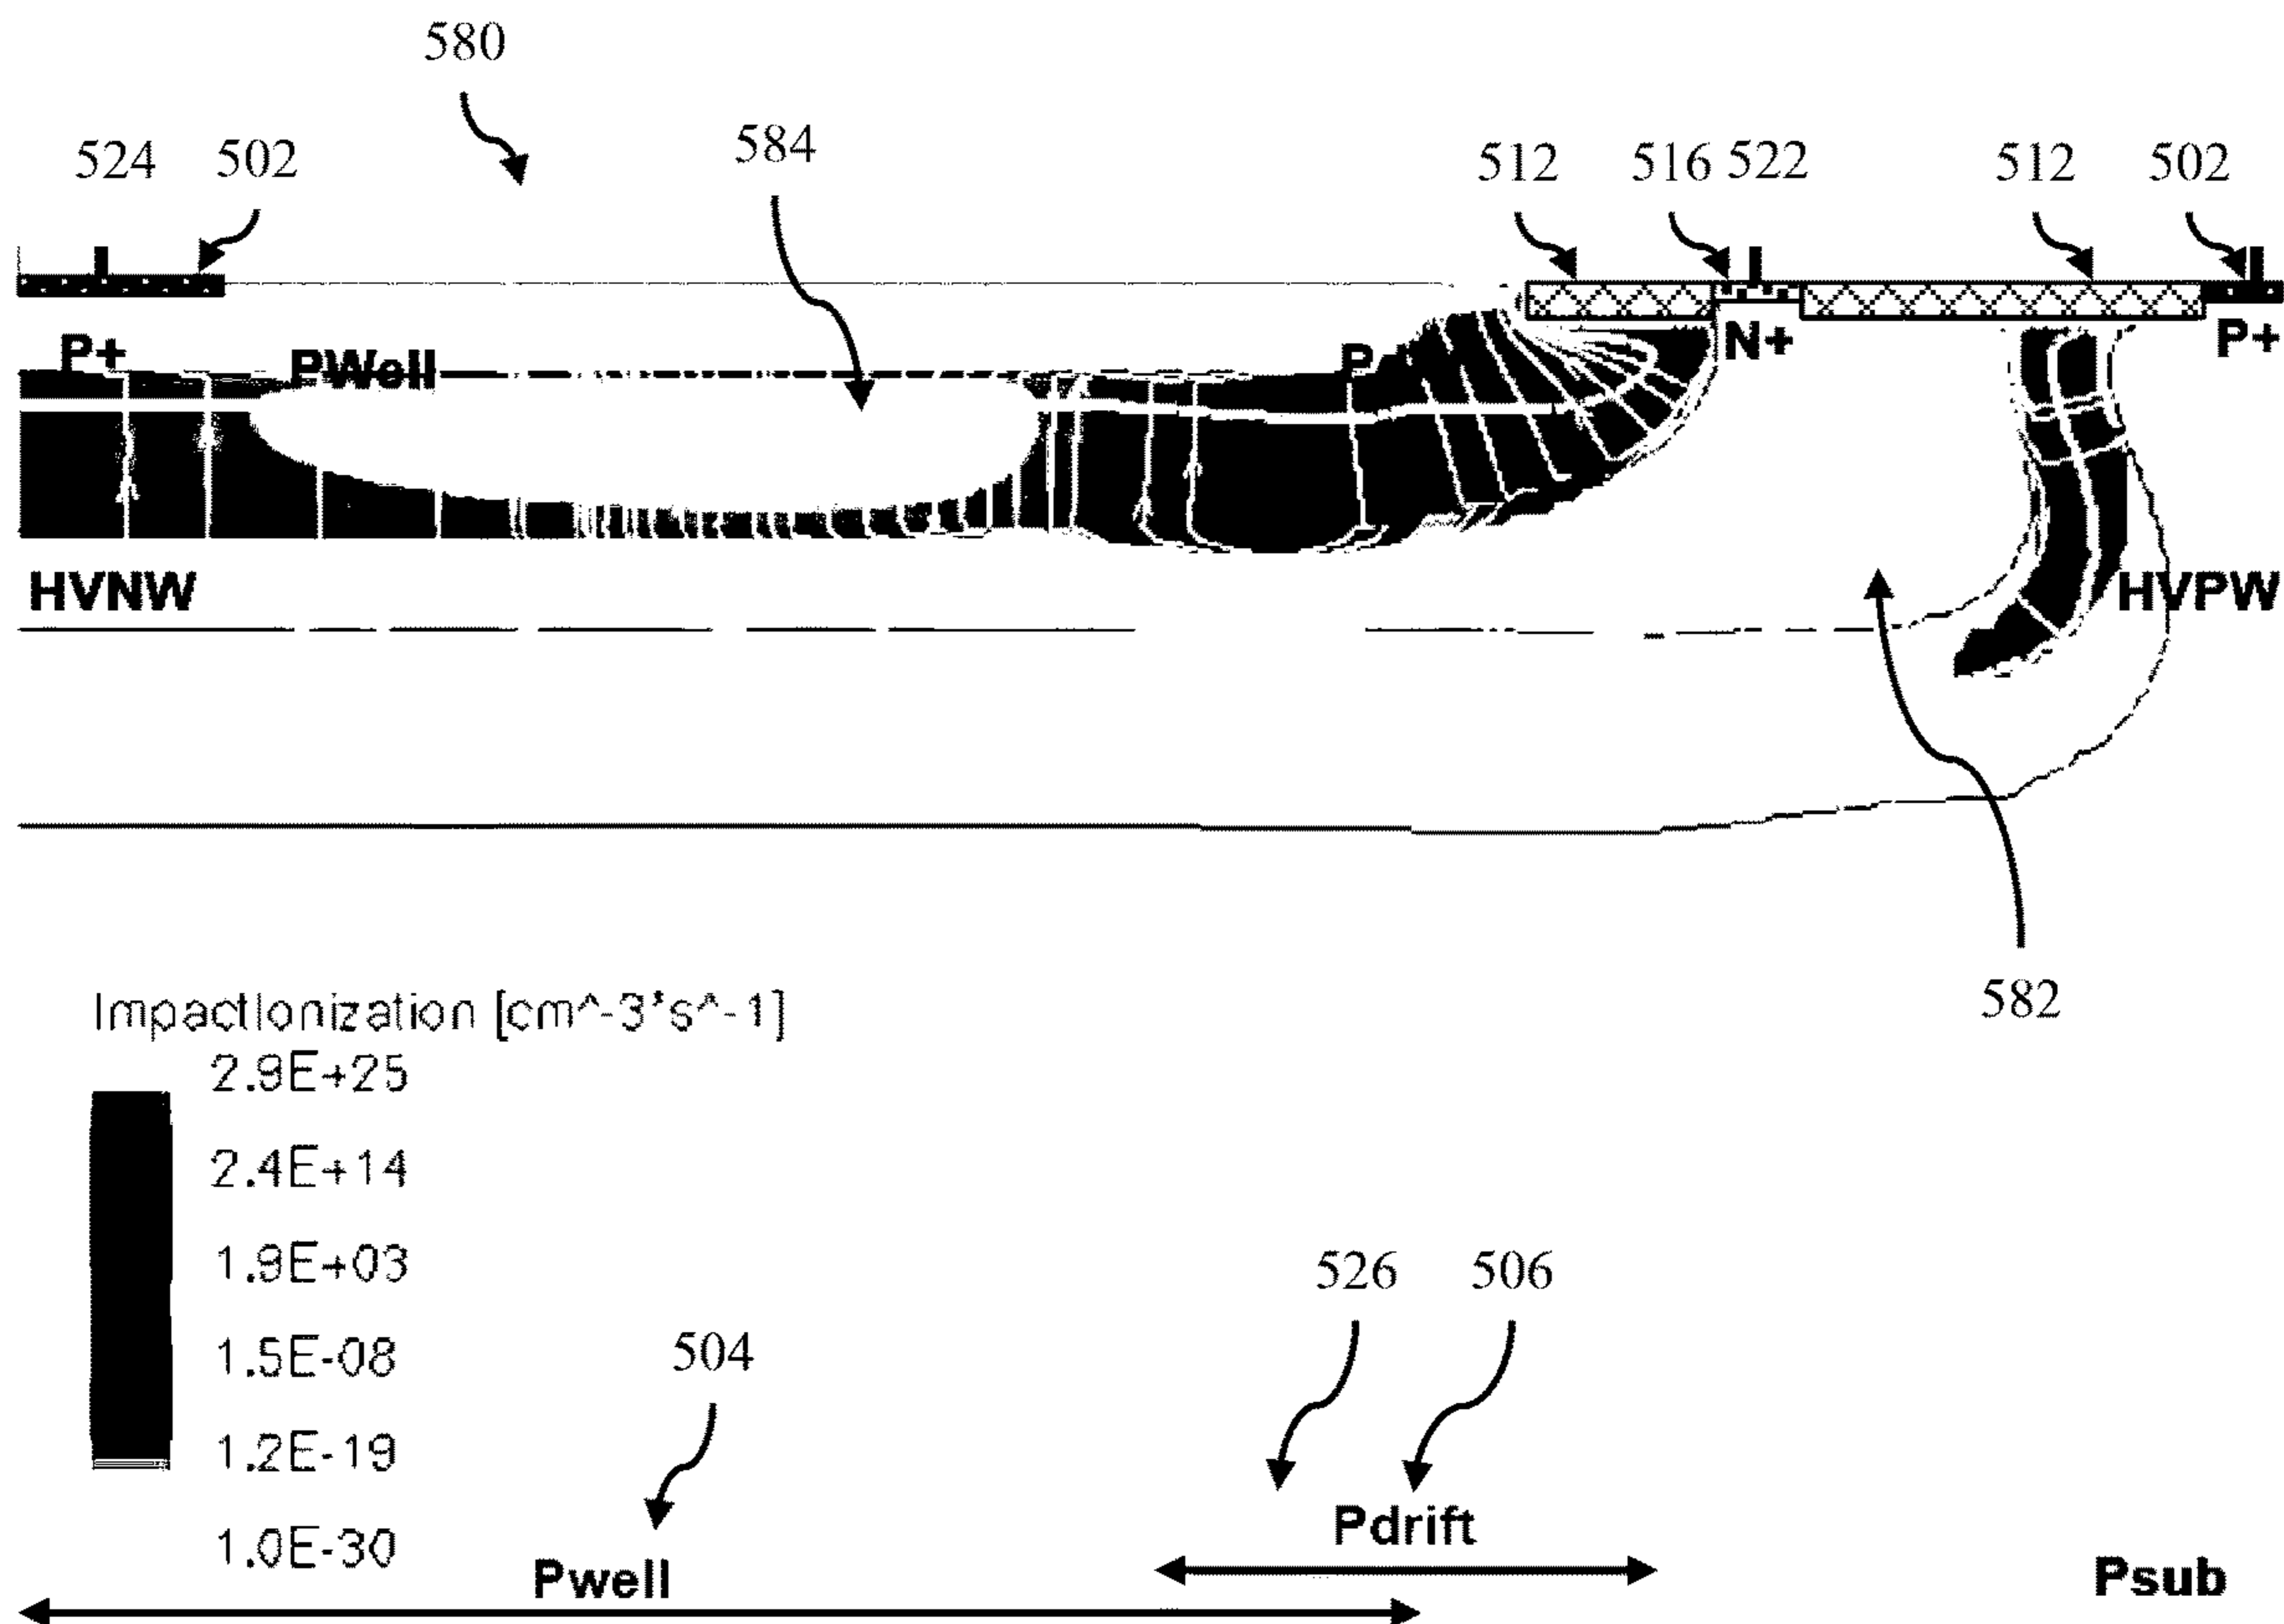 580
524 502 584 512 516 522 512 502
P+ PWell P N+ P+
HVNW HVPW
582
ImpactIonization [cm^-3*s^-1]
2.9E+25
2.4E+14
1.9E+03
1.5E-08
1.2E-19
1.0E-30
526 506
504
Pdrift
Pwell
Psub